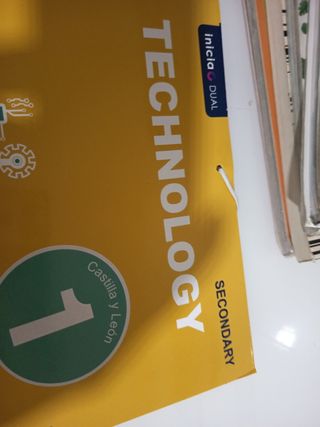 inicia DUAL
TECHNOLOGY
SECONDARY
Castilla y León
1